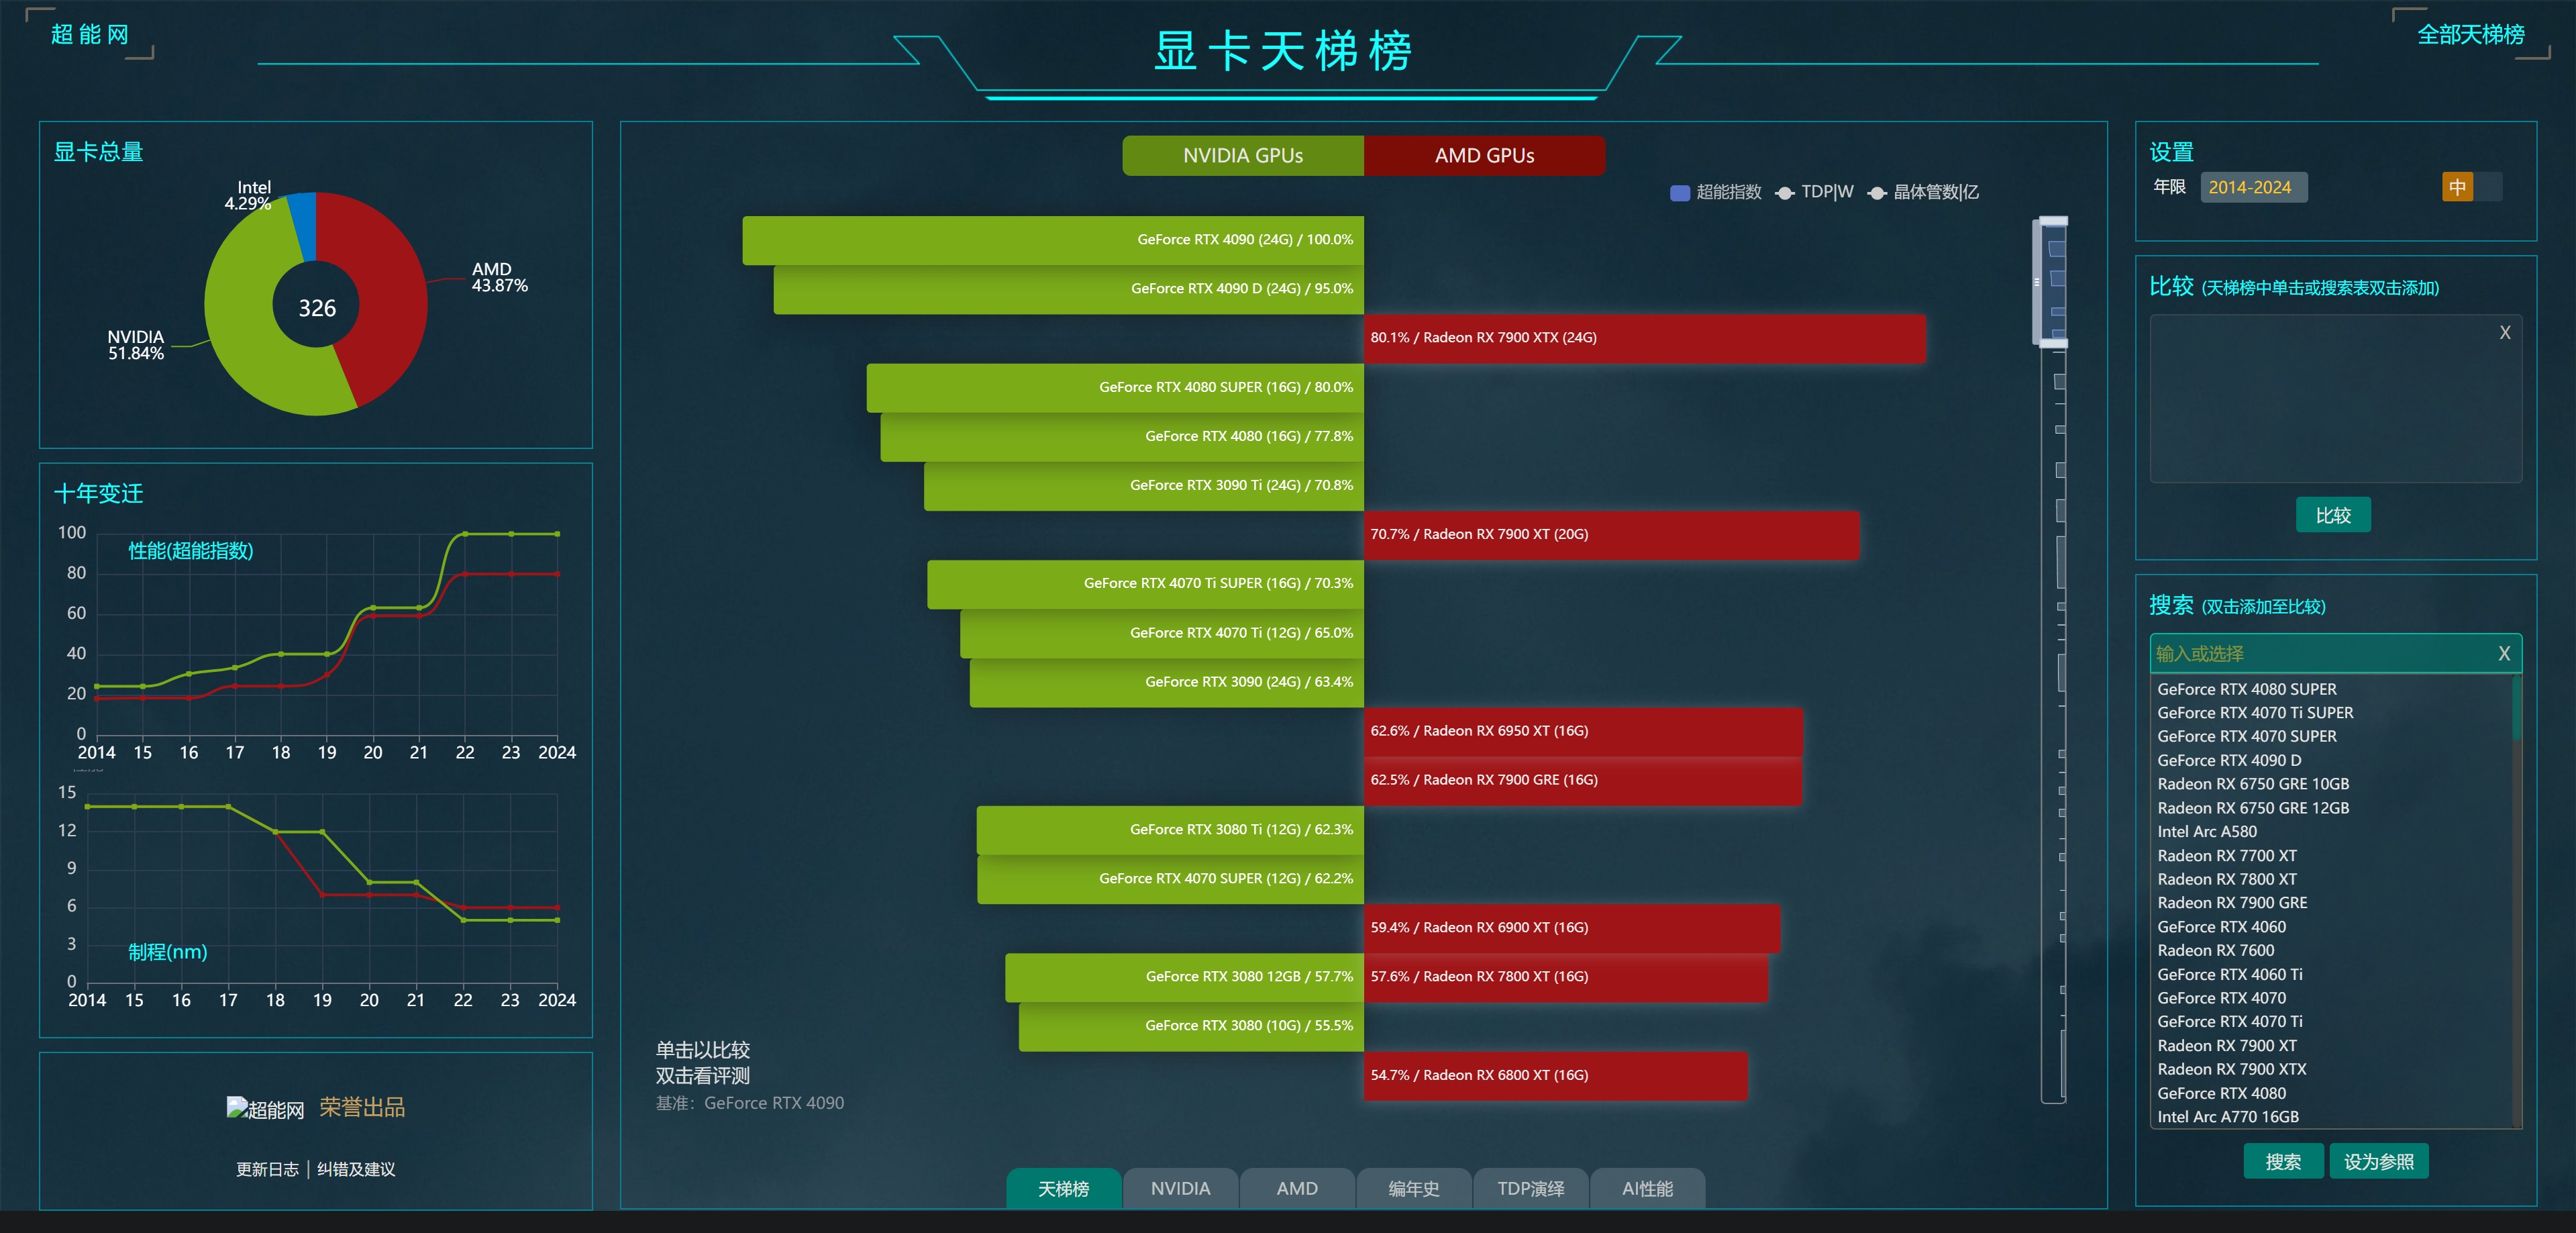 超能网
显卡天梯榜
全部天梯榜
显卡总量
Intel
4.29%
AMD
43.87%
326
NVIDIA
51.84%
十年变迁
性能(超能指数)
100
80
60
40
20
0
2014 15 16 17 18 19 20 21 22 23 2024
15
12
9
6
3
0
制程(nm)
2014 15 16 17 18 19 20 21 22 23 2024
超能网 荣誉出品
更新日志 | 纠错及建议
NVIDIA GPUs AMD GPUs
超能指数 TDP|W 晶体管数|亿
GeForce RTX 4090 (24G) / 100.0%
GeForce RTX 4090 D (24G) / 95.0%
80.1% / Radeon RX 7900 XTX (24G)
GeForce RTX 4080 SUPER (16G) / 80.0%
GeForce RTX 4080 (16G) / 77.8%
GeForce RTX 3090 Ti (24G) / 70.8%
70.7% / Radeon RX 7900 XT (20G)
GeForce RTX 4070 Ti SUPER (16G) / 70.3%
GeForce RTX 4070 Ti (12G) / 65.0%
GeForce RTX 3090 (24G) / 63.4%
62.6% / Radeon RX 6950 XT (16G)
62.5% / Radeon RX 7900 GRE (16G)
GeForce RTX 3080 Ti (12G) / 62.3%
GeForce RTX 4070 SUPER (12G) / 62.2%
59.4% / Radeon RX 6900 XT (16G)
GeForce RTX 3080 12GB / 57.7% 57.6% / Radeon RX 7800 XT (16G)
GeForce RTX 3080 (10G) / 55.5%
54.7% / Radeon RX 6800 XT (16G)
单击以比较
双击看评测
基准：GeForce RTX 4090
天梯榜 NVIDIA AMD 编年史 TDP演绎 AI性能
设置
年限 2014-2024 中
比较 (天梯榜中单击或搜索表双击添加)
X
比较
搜索 (双击添加至比较)
输入或选择 X
GeForce RTX 4080 SUPER
GeForce RTX 4070 Ti SUPER
GeForce RTX 4070 SUPER
GeForce RTX 4090 D
Radeon RX 6750 GRE 10GB
Radeon RX 6750 GRE 12GB
Intel Arc A580
Radeon RX 7700 XT
Radeon RX 7800 XT
Radeon RX 7900 GRE
GeForce RTX 4060
Radeon RX 7600
GeForce RTX 4060 Ti
GeForce RTX 4070
GeForce RTX 4070 Ti
Radeon RX 7900 XT
Radeon RX 7900 XTX
GeForce RTX 4080
Intel Arc A770 16GB
搜索 设为参照